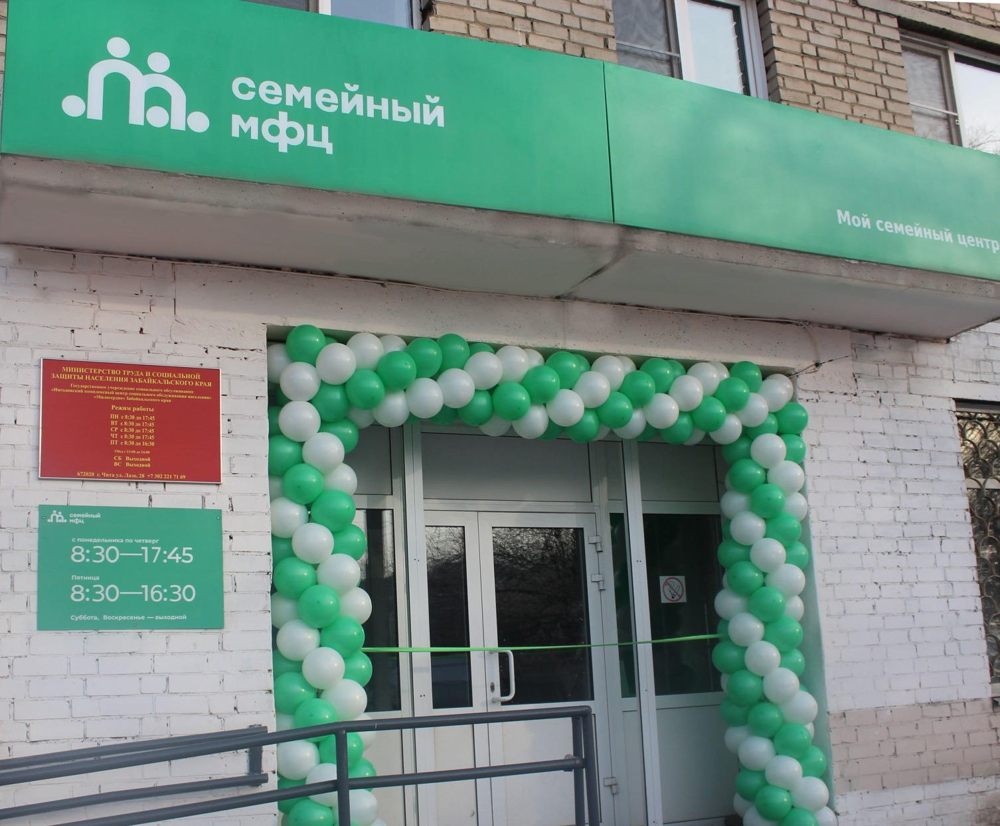 семейный
мфц
Мой семейный центр
МИНИСТЕРСТВО ТРУДА И СОЦИАЛЬНОЙ
ЗАЩИТЫ НАСЕЛЕНИЯ ЗАБАЙКАЛЬСКОГО КРАЯ
Государственное учереждение социального обсулживания
«Ингодинский комплексный центр социального обслуживания населения»
«Милосердие» Забайкальского края
Режим работы
ПН с 8:30 до 17:45
ВТ с 8:30 до 17:45
СР с 8:30 до 17:45
ЧТ с 8:30 до 17:45
ПТ с 8:30 до 16:30
Обед с 13:00 до 14:00
СБ Выходной
ВС Выходной
672020 г. Чита ул. Лазо, 28 +7 302 221 71 69
семейный
мфц
с понедельника по четверг
8:30—17:45
Пятница
8:30—16:30
Суббота, Воскресенье — выходной